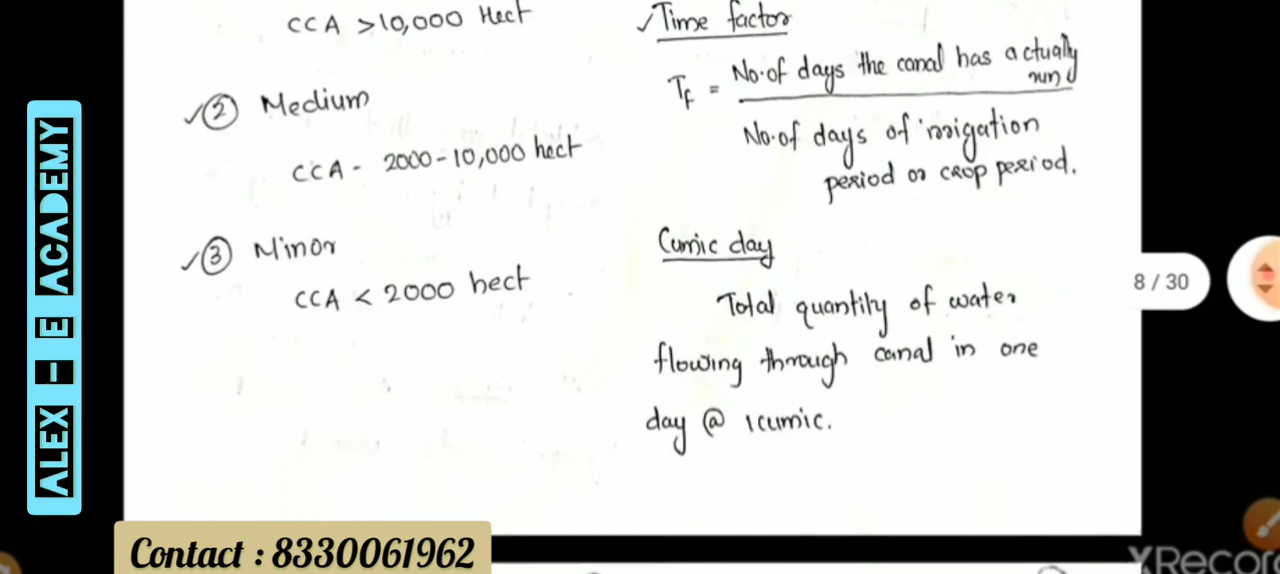 CCA > 10,000 Hect
✓② Medium
CCA - 2000-10,000 hect
✓③ Minor
CCA < 2000 hect
✓Time factor
Tf = No. of days the canal has actually run / No. of days of irrigation
period or crop period.
Cumic day
Total quantity of water
flowing through canal in one
day @ 1cumic.
ALEX - E ACADEMY
8 / 30
Contact : 8330061962
XRecor